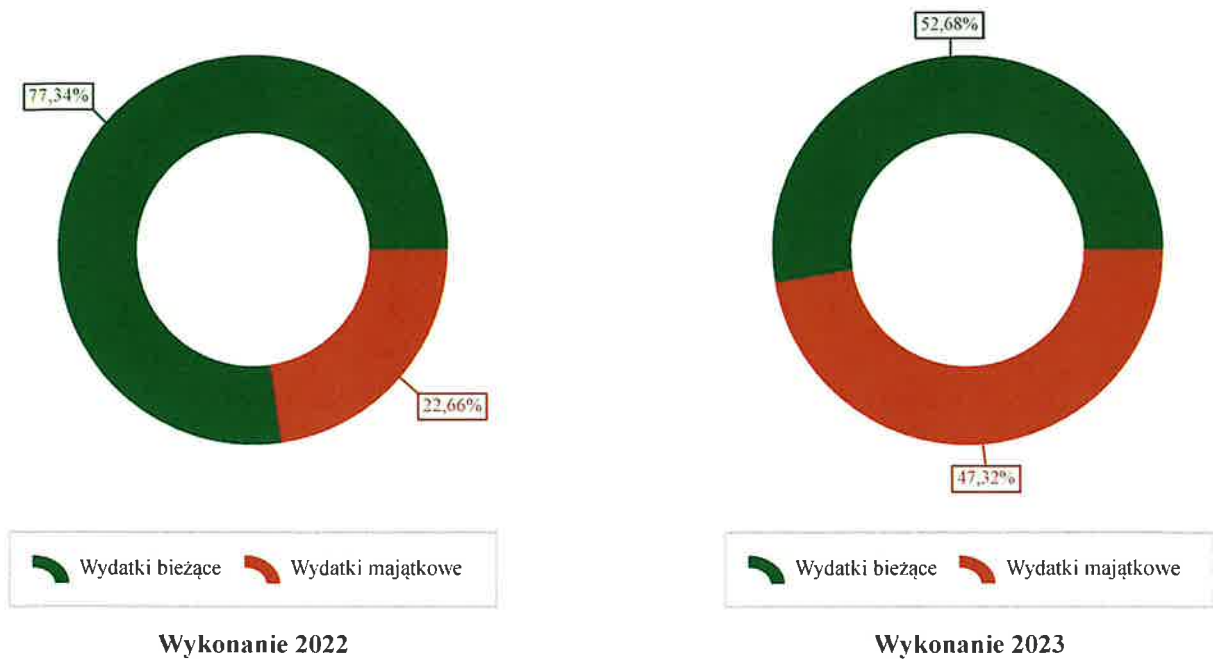 77,34%
22,66%
Wydatki bieżące Wydatki majątkowe
Wykonanie 2022
52,68%
47,32%
Wydatki bieżące Wydatki majątkowe
Wykonanie 2023